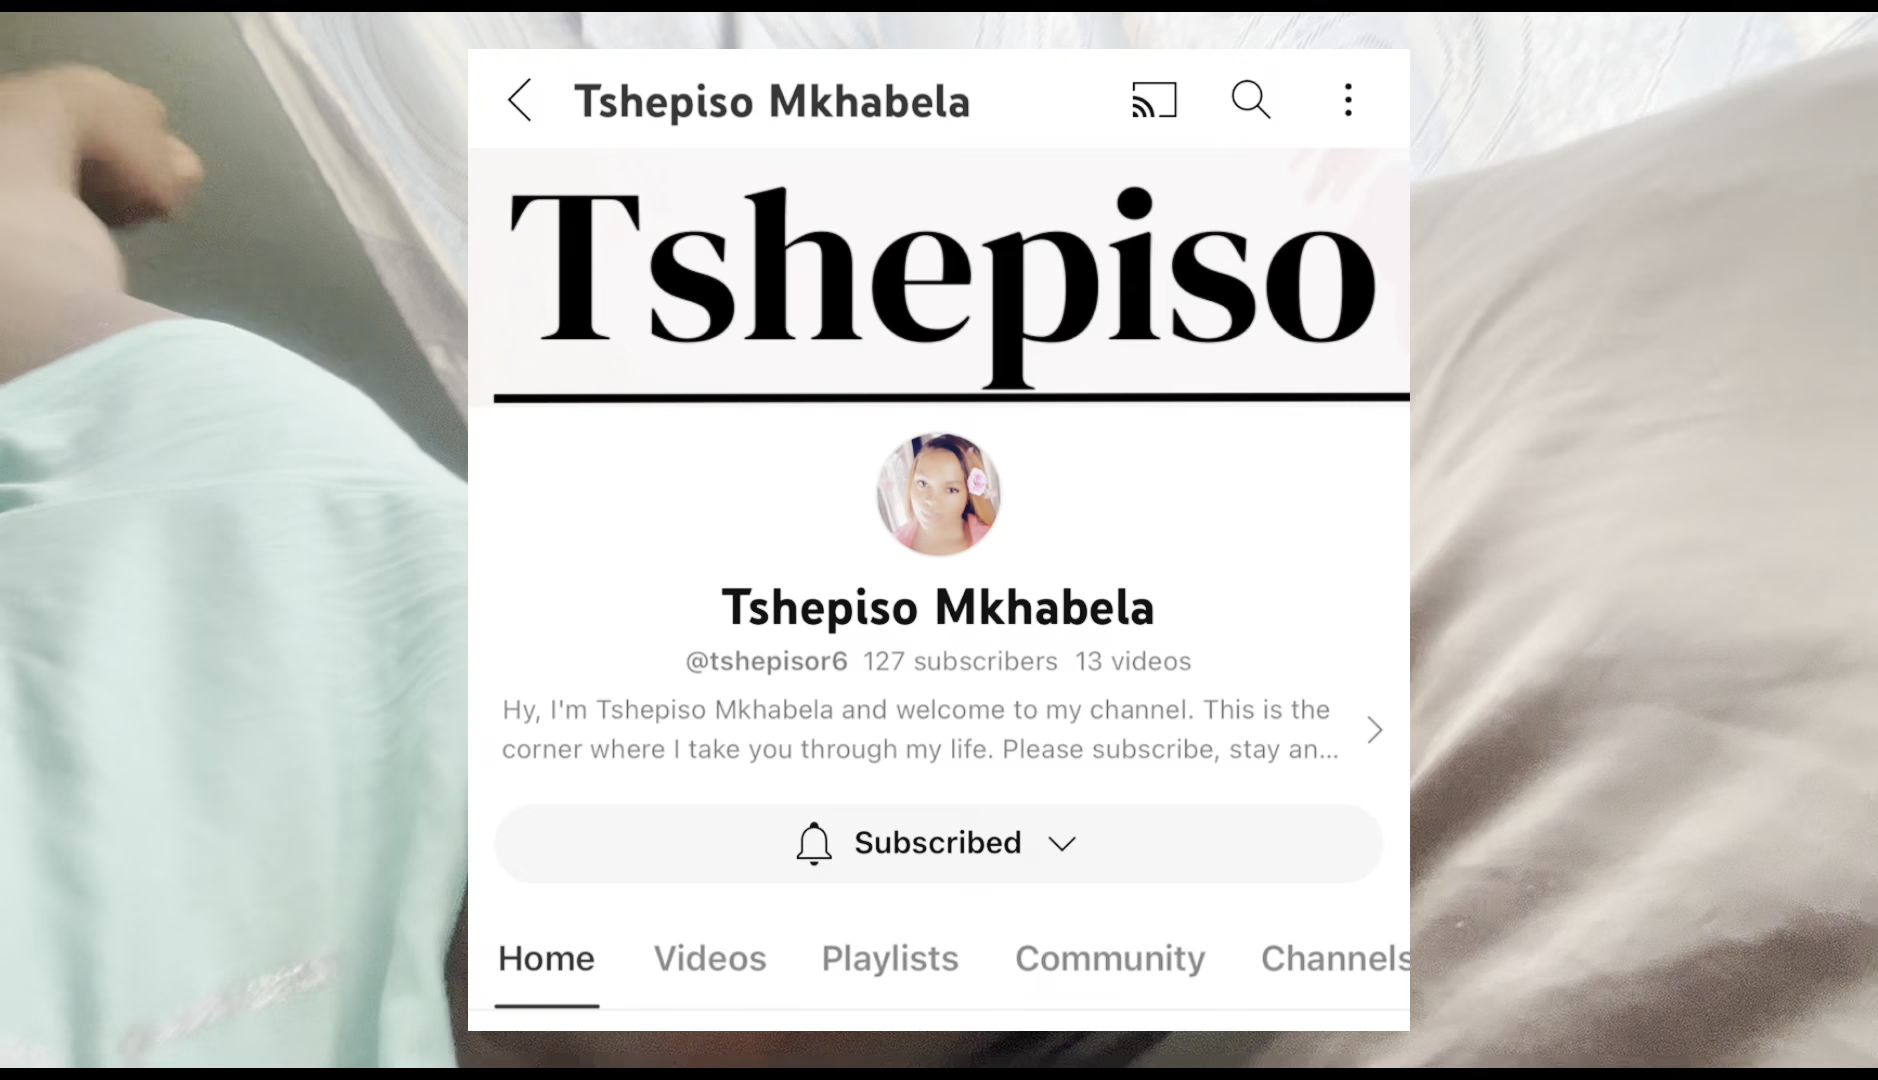 Tshepiso Mkhabela
Tshepiso
Tshepiso Mkhabela
@tshepisor6 127 subscribers 13 videos
Hy, I'm Tshepiso Mkhabela and welcome to my channel. This is the
corner where I take you through my life. Please subscribe, stay an...
Subscribed
Home Videos Playlists Community Channels